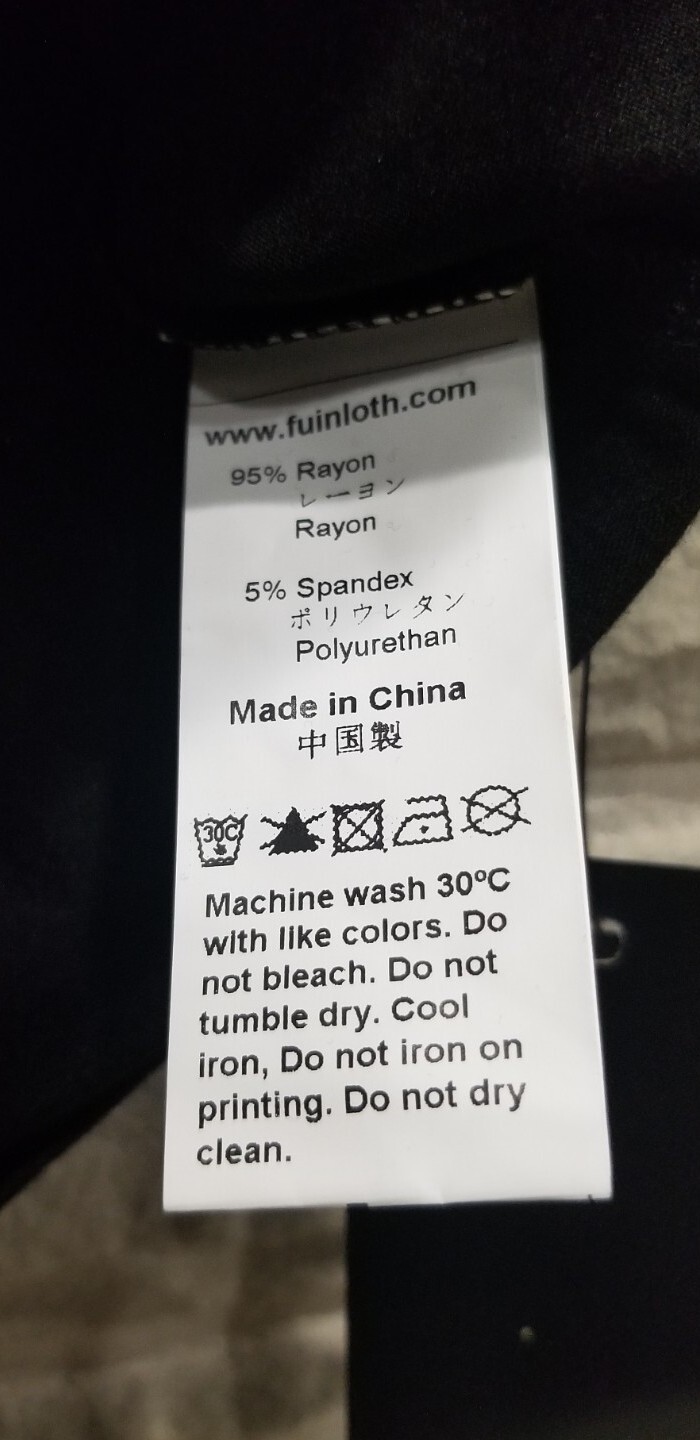 www.fuinloth.com
95% Rayon
レーヨン
Rayon
5% Spandex
ポリウレタン
Polyurethan
Made in China
中国製
30C
Machine wash 30ºC
with like colors. Do
not bleach. Do not
tumble dry. Cool
iron, Do not iron on
printing. Do not dry
clean.